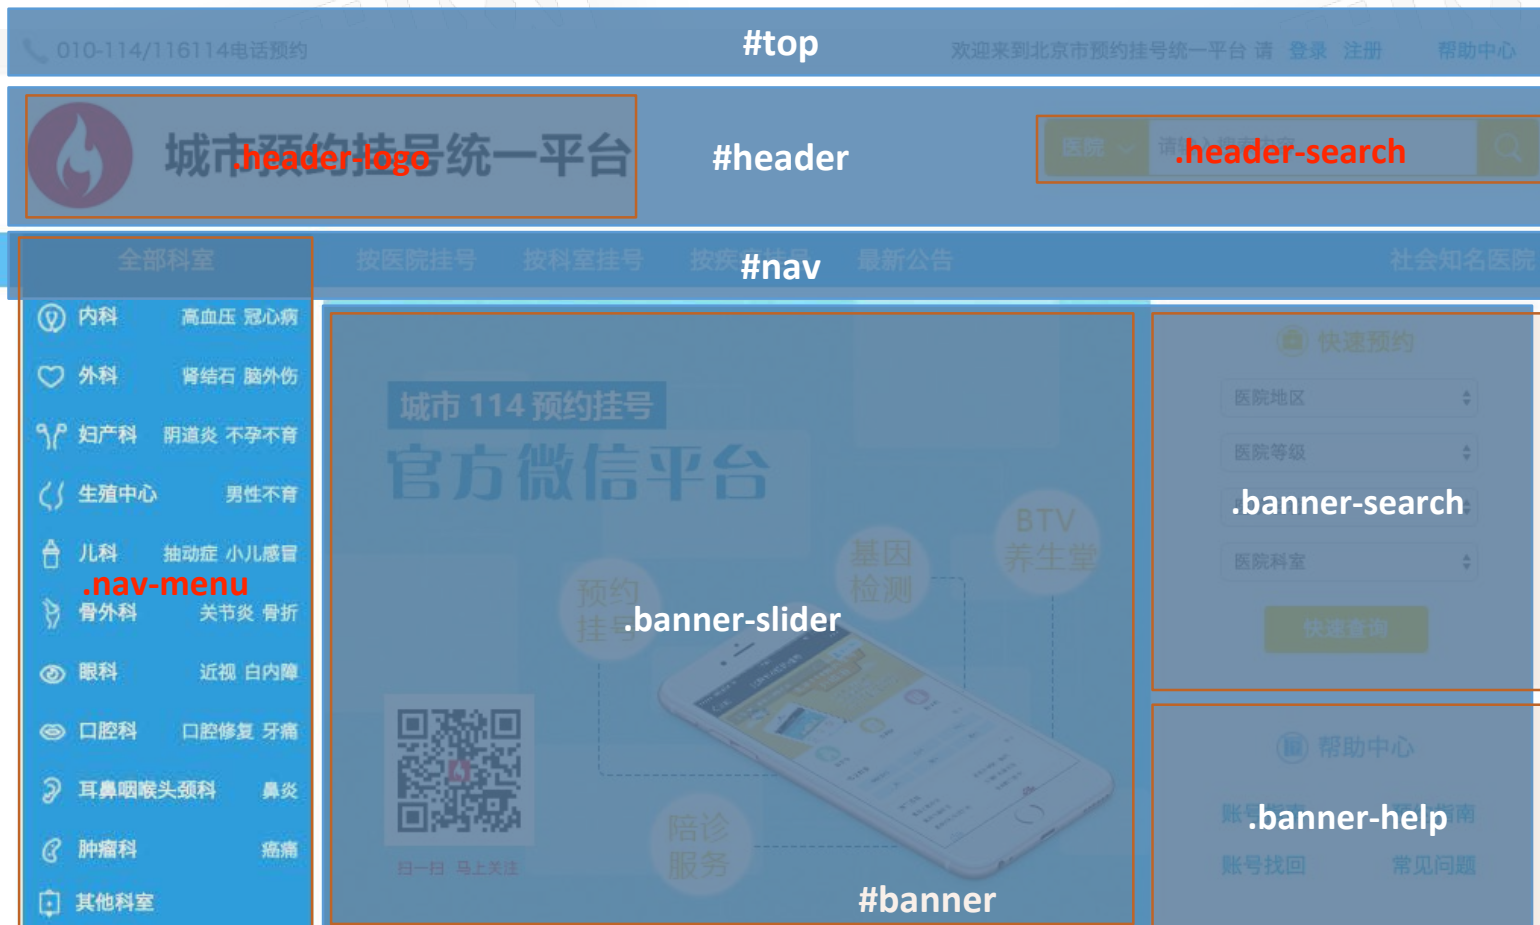 010-114/116114电话预约
#top
欢迎来到北京市预约挂号统一平台 请 登录 注册 帮助中心
城市预约挂号统一平台
.header-logo
#header
医院
请输入搜索内容
.header-search
全部科室
按医院挂号
按科室挂号
按疾病挂号
#nav
最新公告
社会知名医院
内科 高血压 冠心病
外科 肾结石 脑外伤
妇产科 阴道炎 不孕不育
生殖中心 男性不育
儿科 抽动症 小儿感冒
.nav-menu
骨外科 关节炎 骨折
眼科 近视 白内障
口腔科 口腔修复 牙痛
耳鼻咽喉头颈科 鼻炎
肿瘤科 癌痛
其他科室
城市 114 预约挂号
官方微信平台
BTV
养生堂
基因
检测
预约
挂号
.banner-slider
陪诊
服务
扫一扫 马上关注
#banner
快速预约
医院地区
医院等级
.banner-search
医院科室
快速查询
帮助中心
.banner-help
账号找回 常见问题